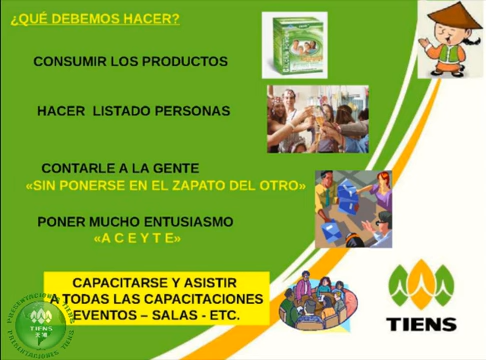 ¿QUÉ DEBEMOS HACER?
CONSUMIR LOS PRODUCTOS
HACER LISTADO PERSONAS
CONTARLE A LA GENTE
«SIN PONERSE EN EL ZAPATO DEL OTRO»
PONER MUCHO ENTUSIASMO
«A C E Y T E»
CAPACITARSE Y ASISTIR
A TODAS LAS CAPACITACIONES
EVENTOS – SALAS - ETC.
TIENS
TIENS